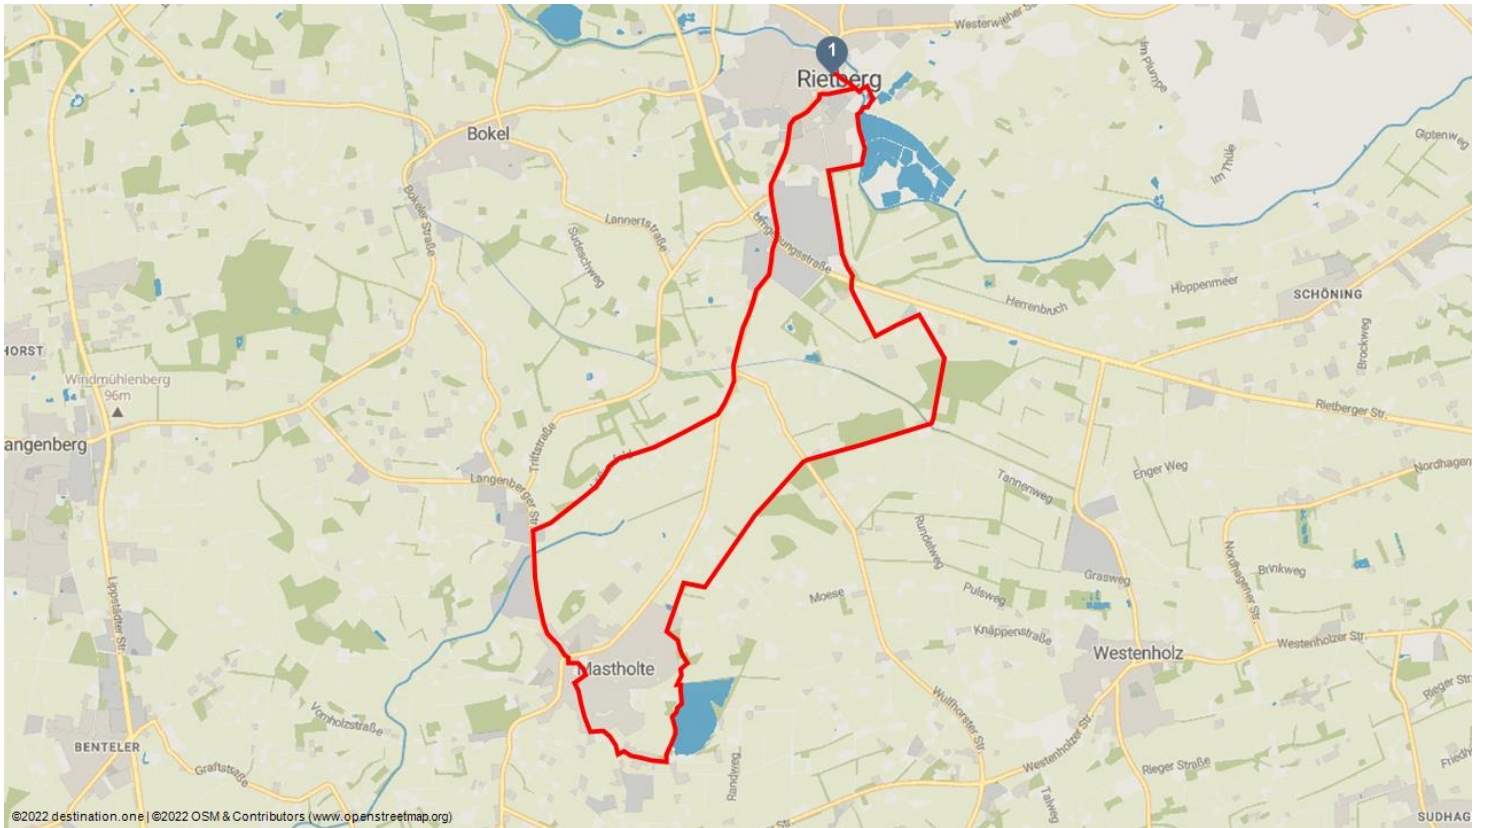 Westerwieher S
1
Rietberg
Im Plumpe
Bokel
Giptenweg
Im Thüle
Bokeler Straße
Lannertstraße
Sudeschweg
Umgehungsstraße
Hoppenmeer
SCHÖNING
Herrenbruch
Brockweg
HORST
Windmühlenberg
96m
Rietberger Str.
angenberg
Triftstraße
Langenberger Str
Enger Weg
Nordhagen
Tannenweg
Rundelweg
Nordhagener Str.
Brinkweg
Grasweg
Lippstädter Str.
Moese
Pulsweg
Knäppenstraße
Westenholzer Str.
Westenholz
Mastholte
Rieger Str
Wulfhorster Str.
Vornholzstraße
BENTELER
Westenholzer Str.
Graftstraße
Randweg
Rieger Straße
Friedh
Talweg
©2022 destination.one | ©2022 OSM & Contributors (www.openstreetmap.org)
Str.
SUDHAG